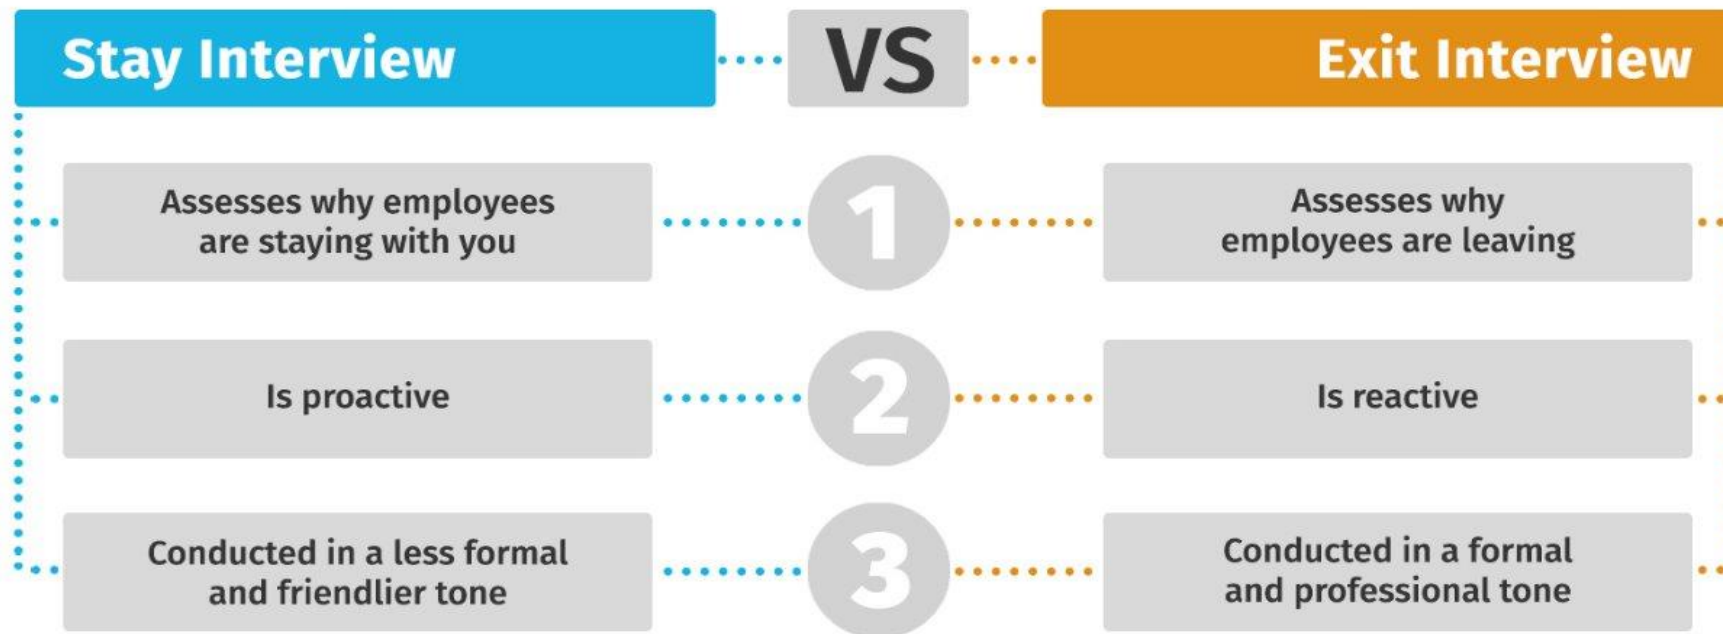 Stay Interview
VS
Exit Interview
Assesses why employees
are staying with you
1
Assesses why
employees are leaving
Is proactive
2
Is reactive
Conducted in a less formal
and friendlier tone
3
Conducted in a formal
and professional tone